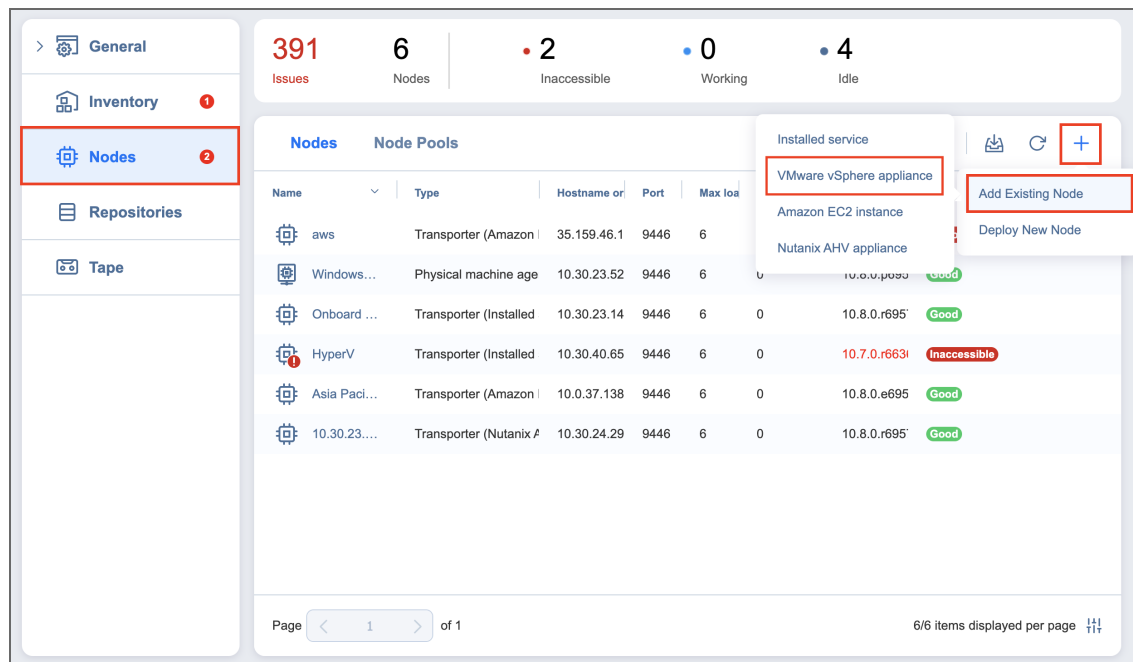 General
Inventory 1
Nodes 2
Repositories
Tape
391 6 2 0 4
Issues Nodes Inaccessible Working Idle
Nodes Node Pools
Installed service
VMware vSphere appliance
Amazon EC2 instance
Nutanix AHV appliance
Add Existing Node
Deploy New Node
Name Type Hostname or Port Max loa
aws Transporter (Amazon 35.159.46.1 9446 6
Windows... Physical machine age 10.30.23.52 9446 6 0 10.8.0.p695 Good
Onboard ... Transporter (Installed 10.30.23.14 9446 6 0 10.8.0.r695 Good
HyperV Transporter (Installed 10.30.40.65 9446 6 0 10.7.0.r663 Inaccessible
Asia Paci... Transporter (Amazon 10.0.37.138 9446 6 0 10.8.0.e695 Good
10.30.23.... Transporter (Nutanix A 10.30.24.29 9446 6 0 10.8.0.r695 Good
Page 1 of 1
6/6 items displayed per page